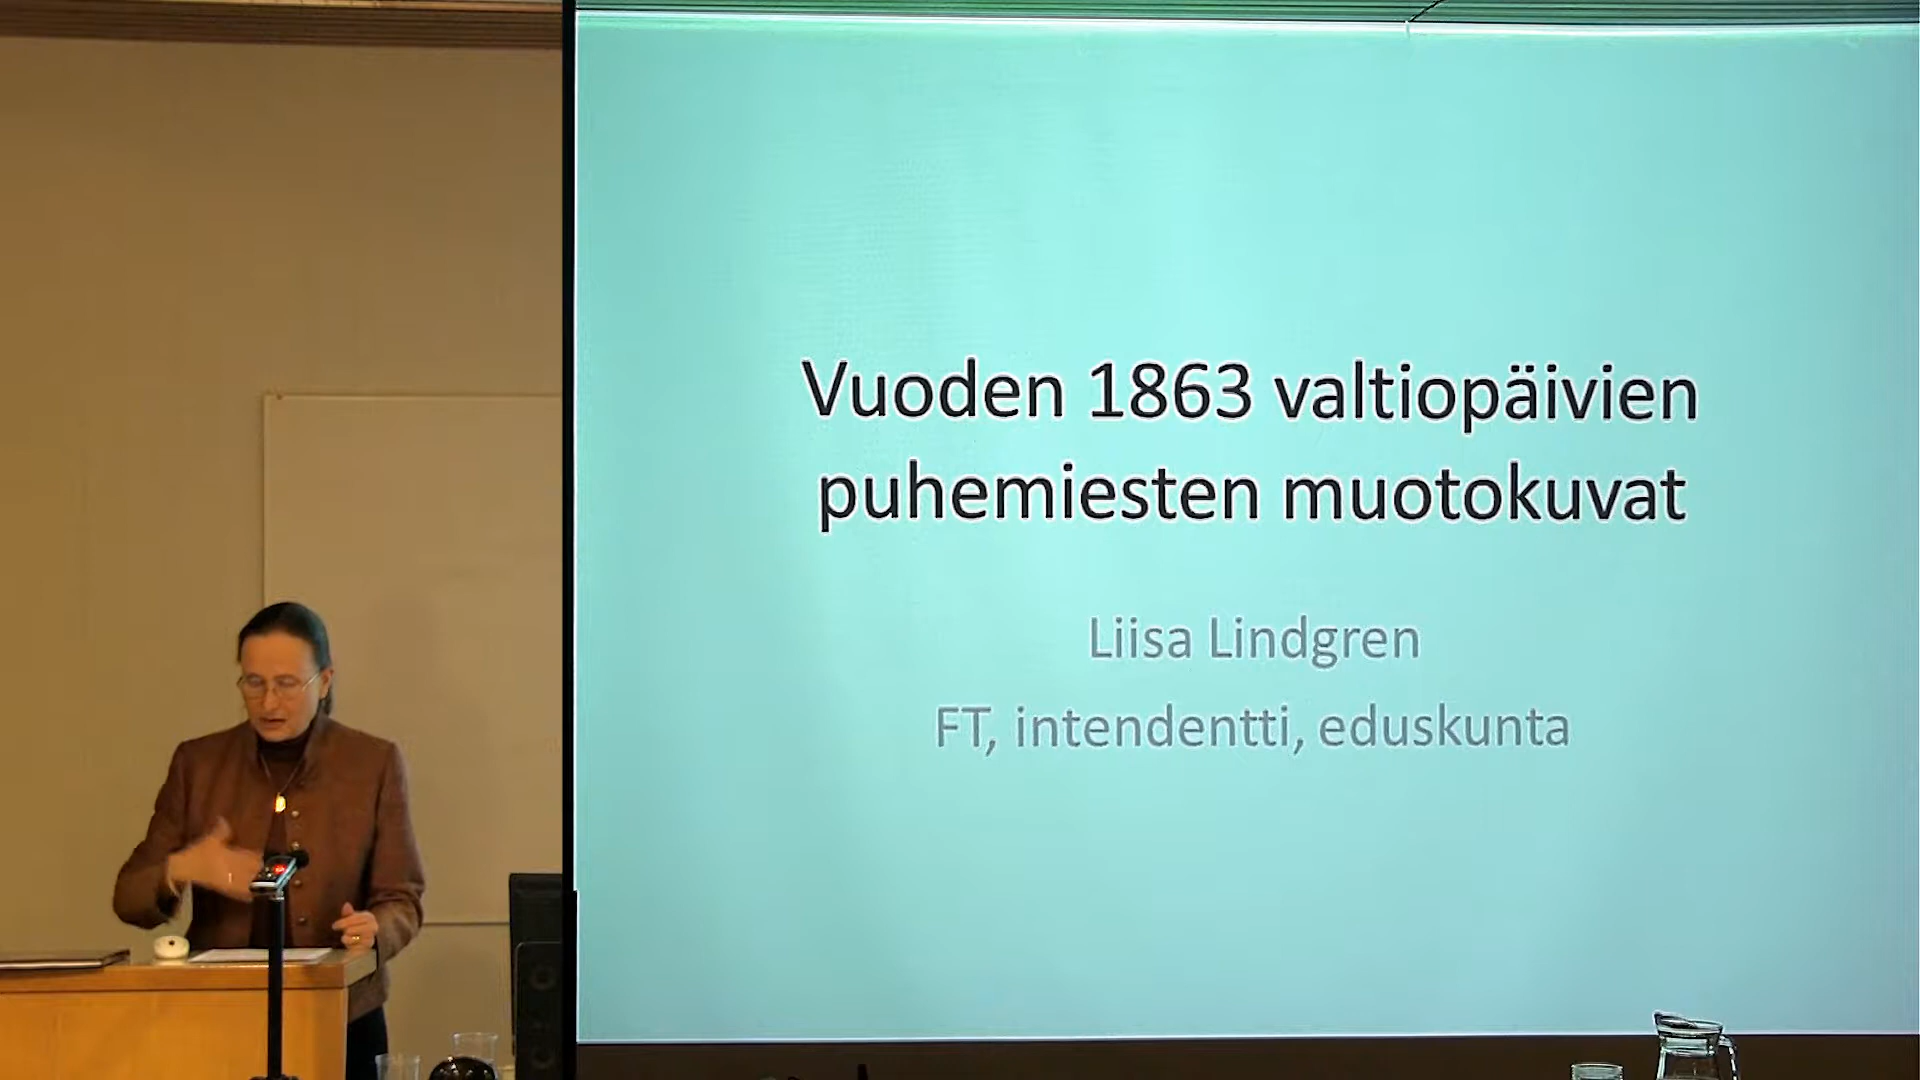 Vuoden 1863 valtiopäivien
puhemiesten muotokuvat
Liisa Lindgren
FT, intendentti, eduskunta